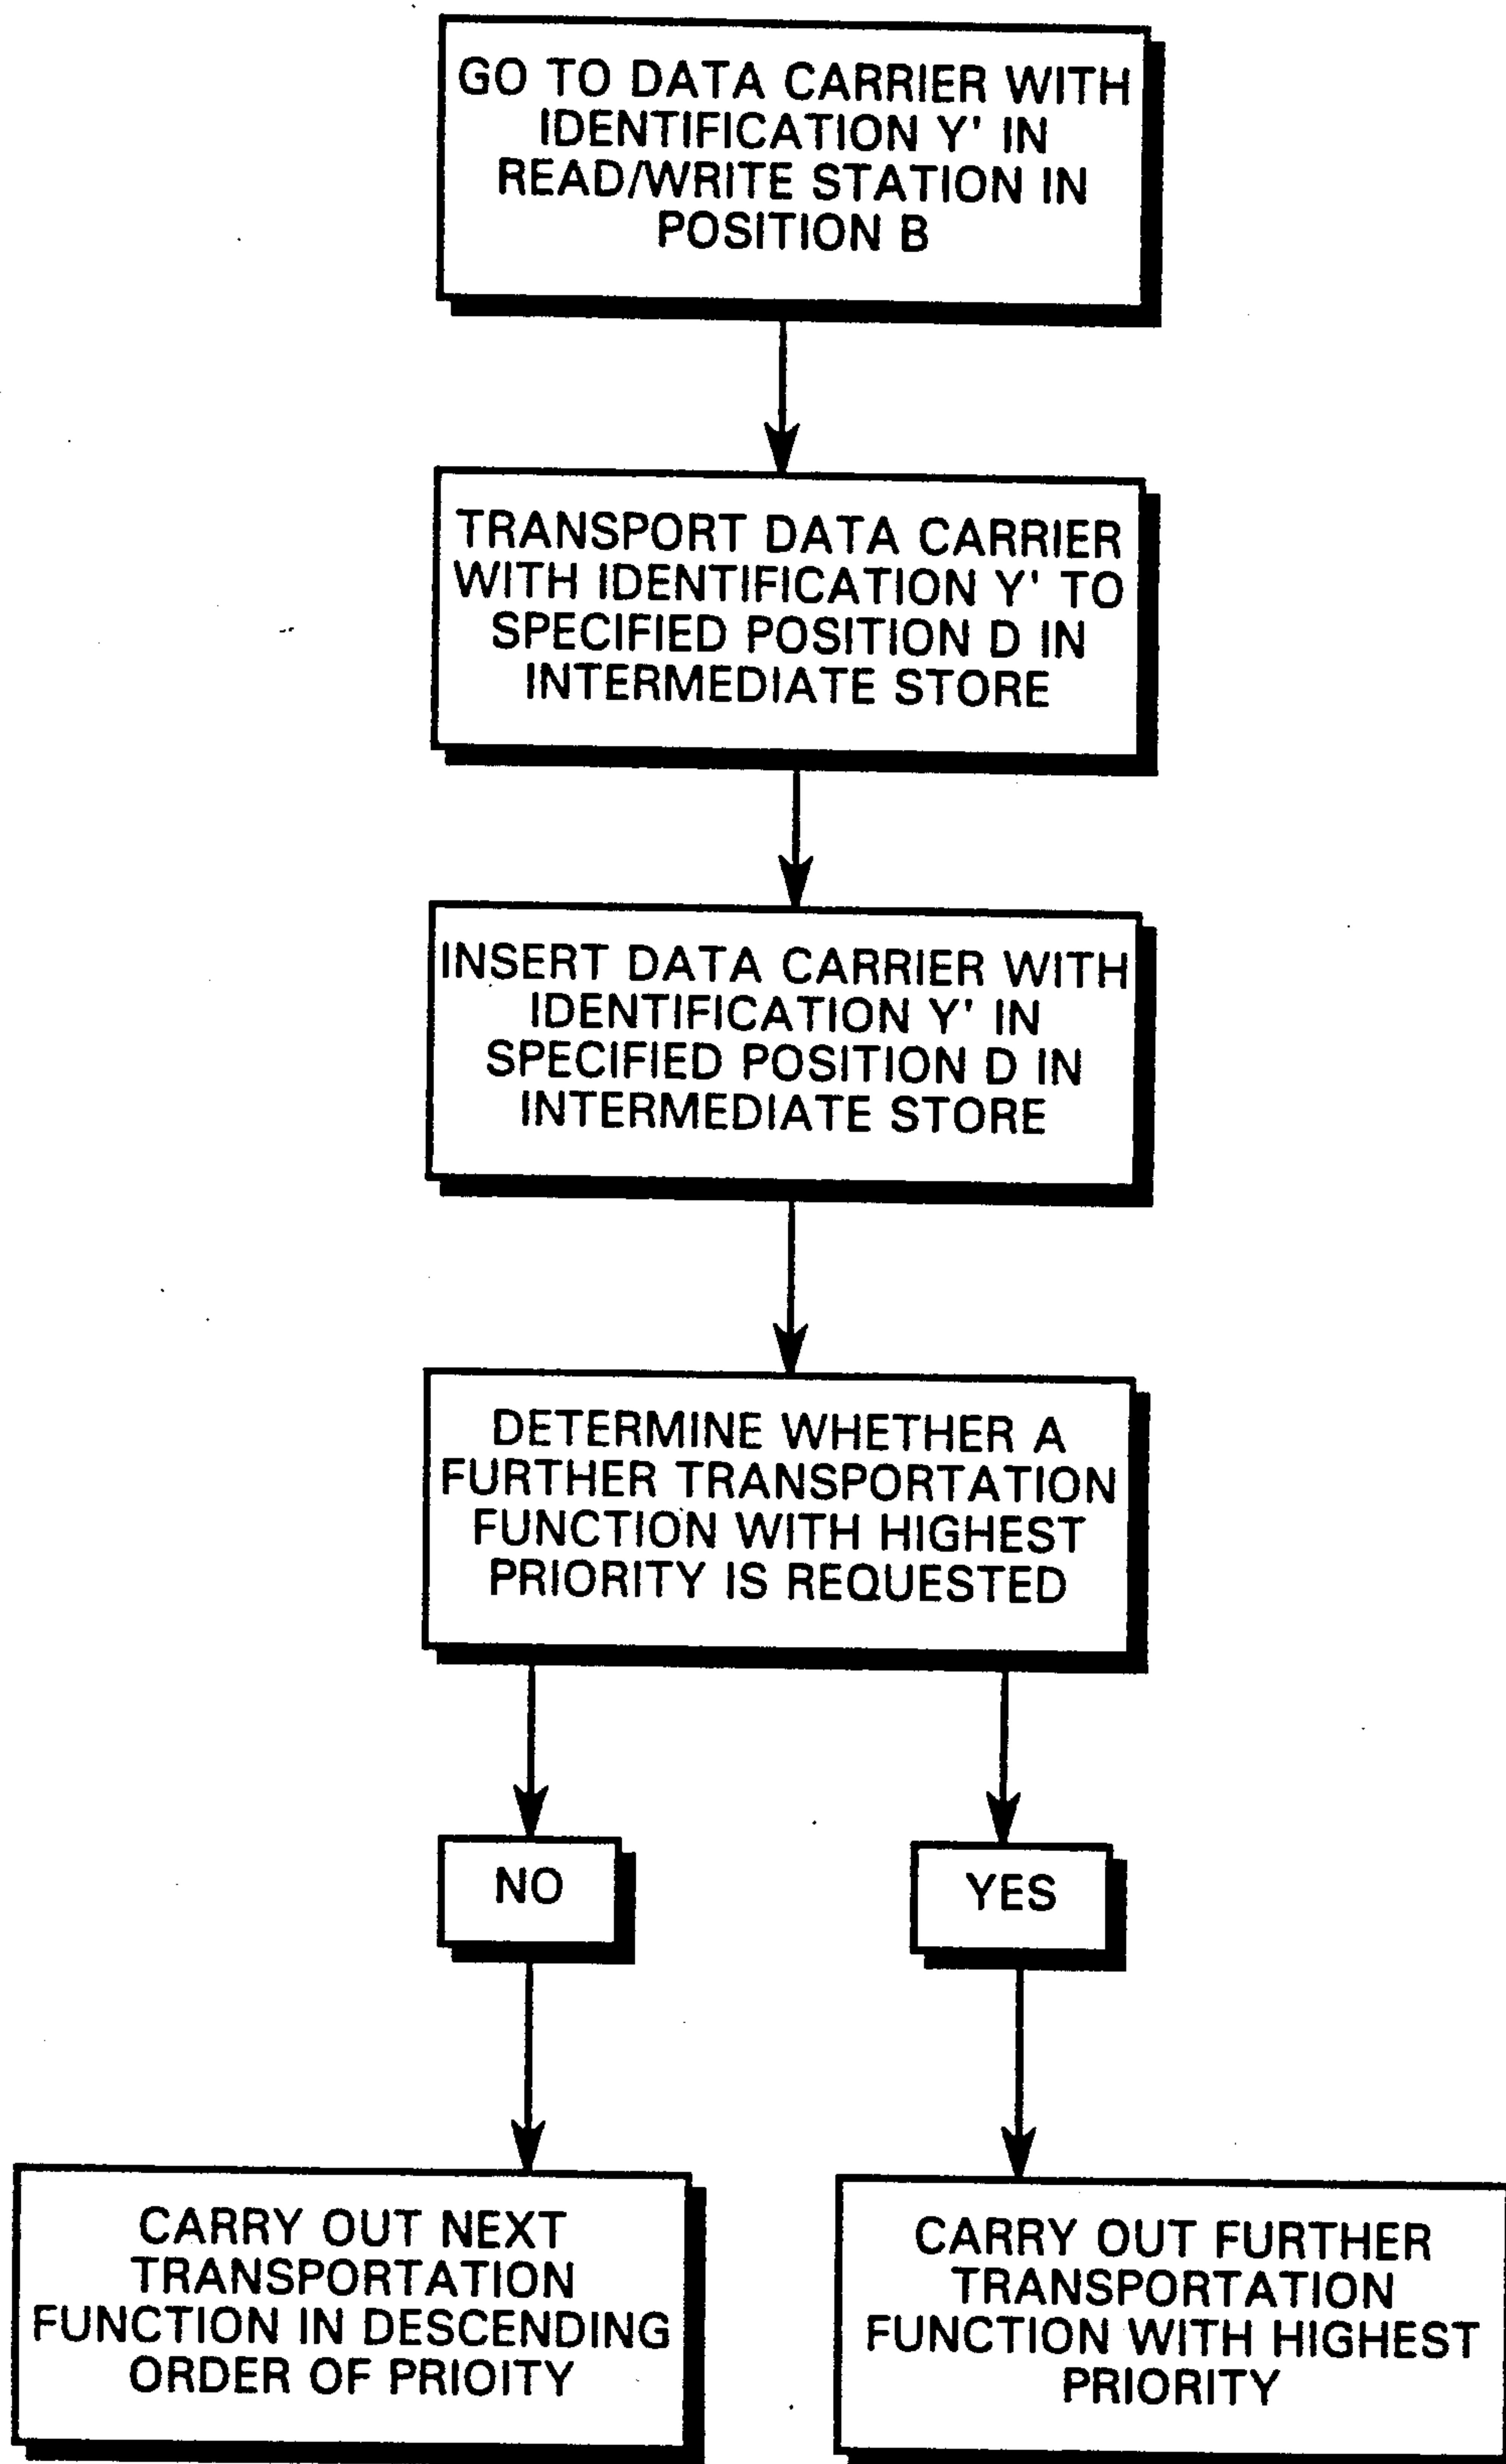 GO TO DATA CARRIER WITH
IDENTIFICATION Y' IN
READ/WRITE STATION IN
POSITION B
TRANSPORT DATA CARRIER
WITH IDENTIFICATION Y' TO
SPECIFIED POSITION D IN
INTERMEDIATE STORE
INSERT DATA CARRIER WITH
IDENTIFICATION Y' IN
SPECIFIED POSITION D IN
INTERMEDIATE STORE
DETERMINE WHETHER A
FURTHER TRANSPORTATION
FUNCTION WITH HIGHEST
PRIORITY IS REQUESTED
NO
YES
CARRY OUT NEXT
TRANSPORTATION
FUNCTION IN DESCENDING
ORDER OF PRIOITY
CARRY OUT FURTHER
TRANSPORTATION
FUNCTION WITH HIGHEST
PRIORITY